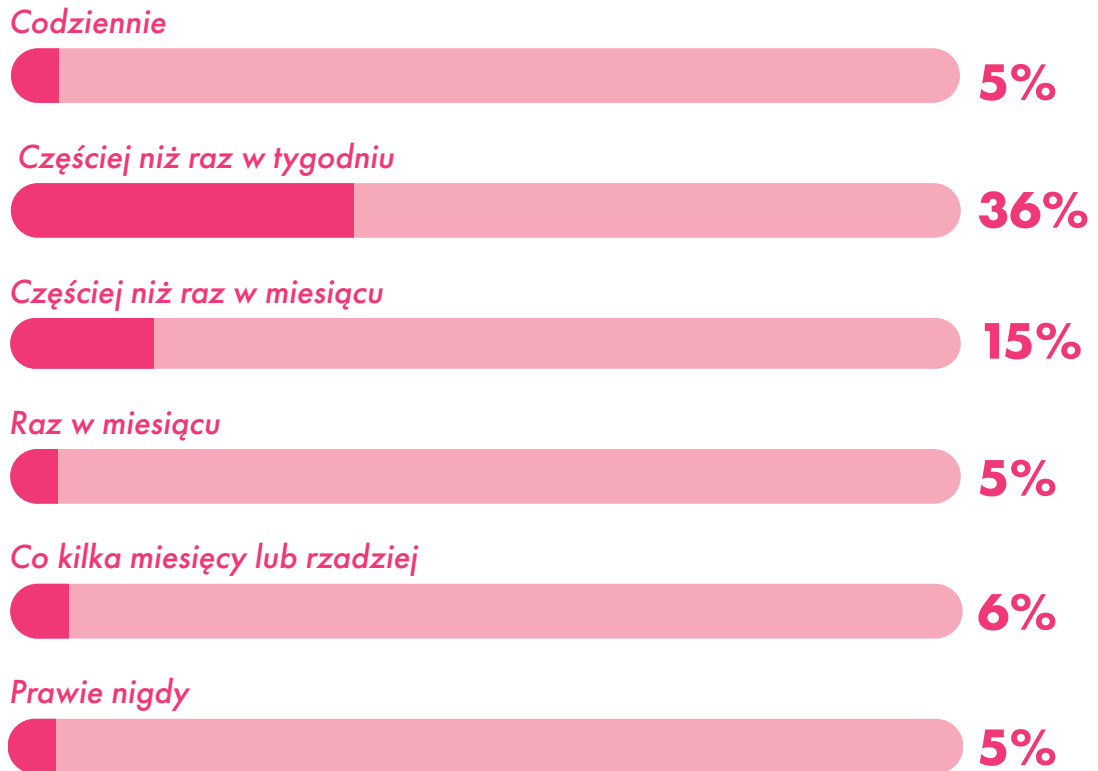 Codziennie
5%
Częściej niż raz w tygodniu
36%
Częściej niż raz w miesiącu
15%
Raz w miesiącu
5%
Co kilka miesięcy lub rzadziej
6%
Prawie nigdy
5%